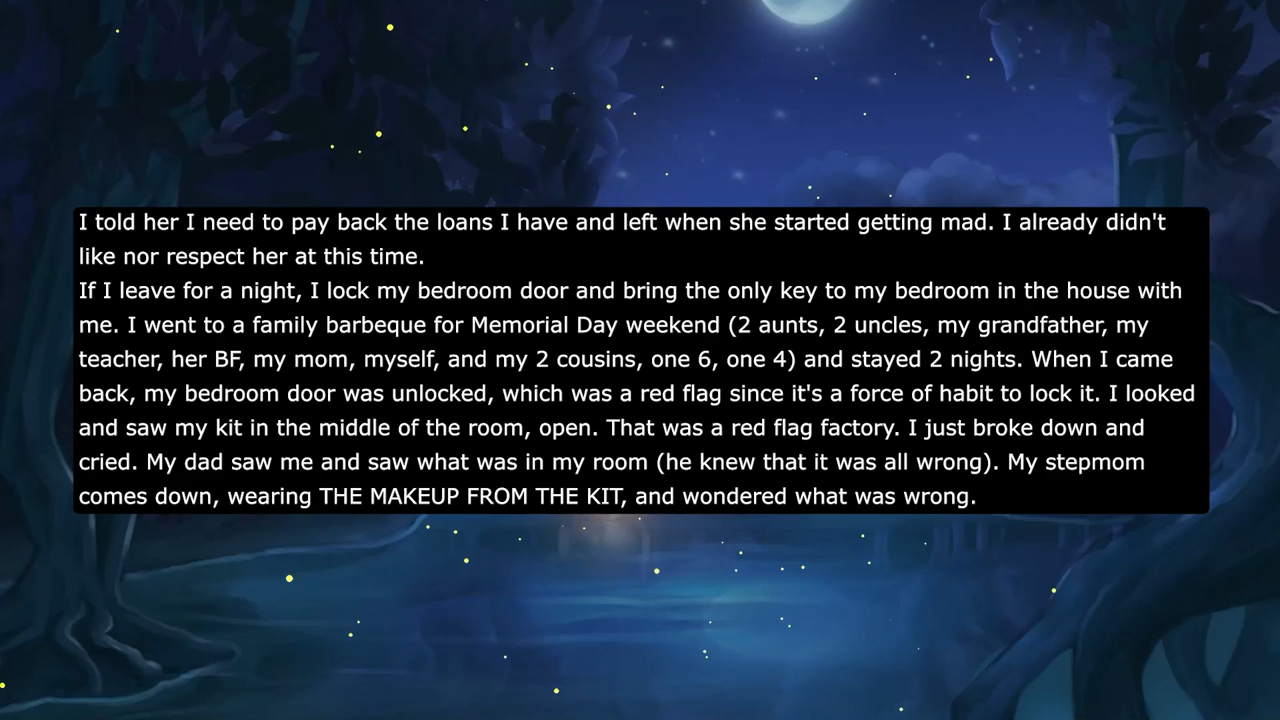 I told her I need to pay back the loans I have and left when she started getting mad. I already didn't
like nor respect her at this time.
If I leave for a night, I lock my bedroom door and bring the only key to my bedroom in the house with
me. I went to a family barbeque for Memorial Day weekend (2 aunts, 2 uncles, my grandfather, my
teacher, her BF, my mom, myself, and my 2 cousins, one 6, one 4) and stayed 2 nights. When I came
back, my bedroom door was unlocked, which was a red flag since it's a force of habit to lock it. I looked
and saw my kit in the middle of the room, open. That was a red flag factory. I just broke down and
cried. My dad saw me and saw what was in my room (he knew that it was all wrong). My stepmom
comes down, wearing THE MAKEUP FROM THE KIT, and wondered what was wrong.